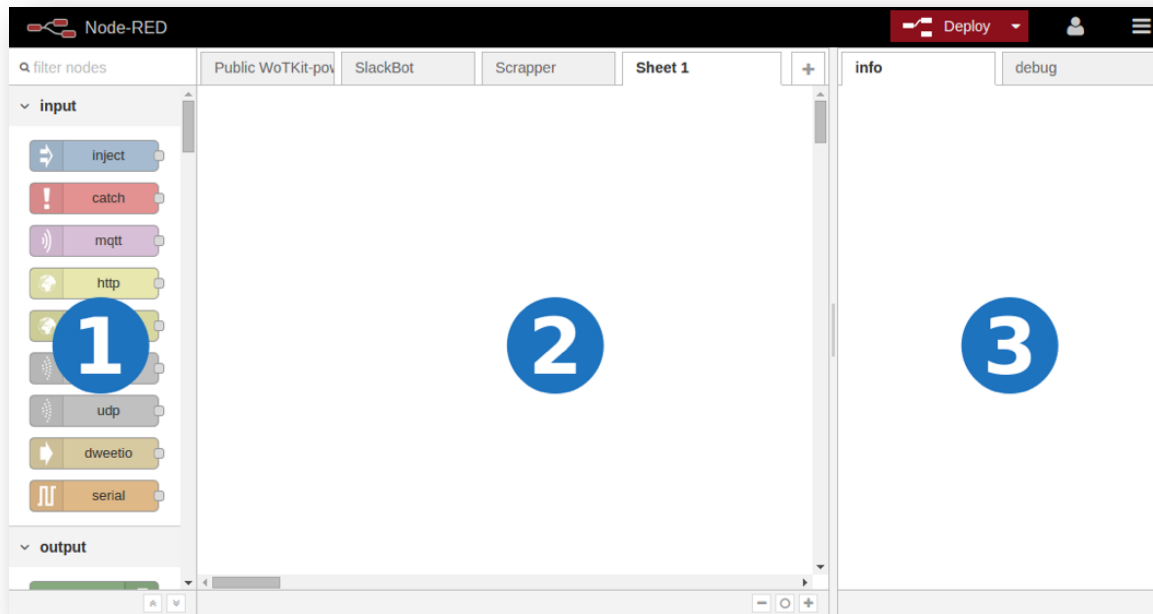 Node-RED
Deploy
filter nodes
Public WoTKit-pov
SlackBot
Scrapper
Sheet 1
+
info
debug
input
inject
catch
mqtt
http
1
2
3
udp
dweetio
serial
output